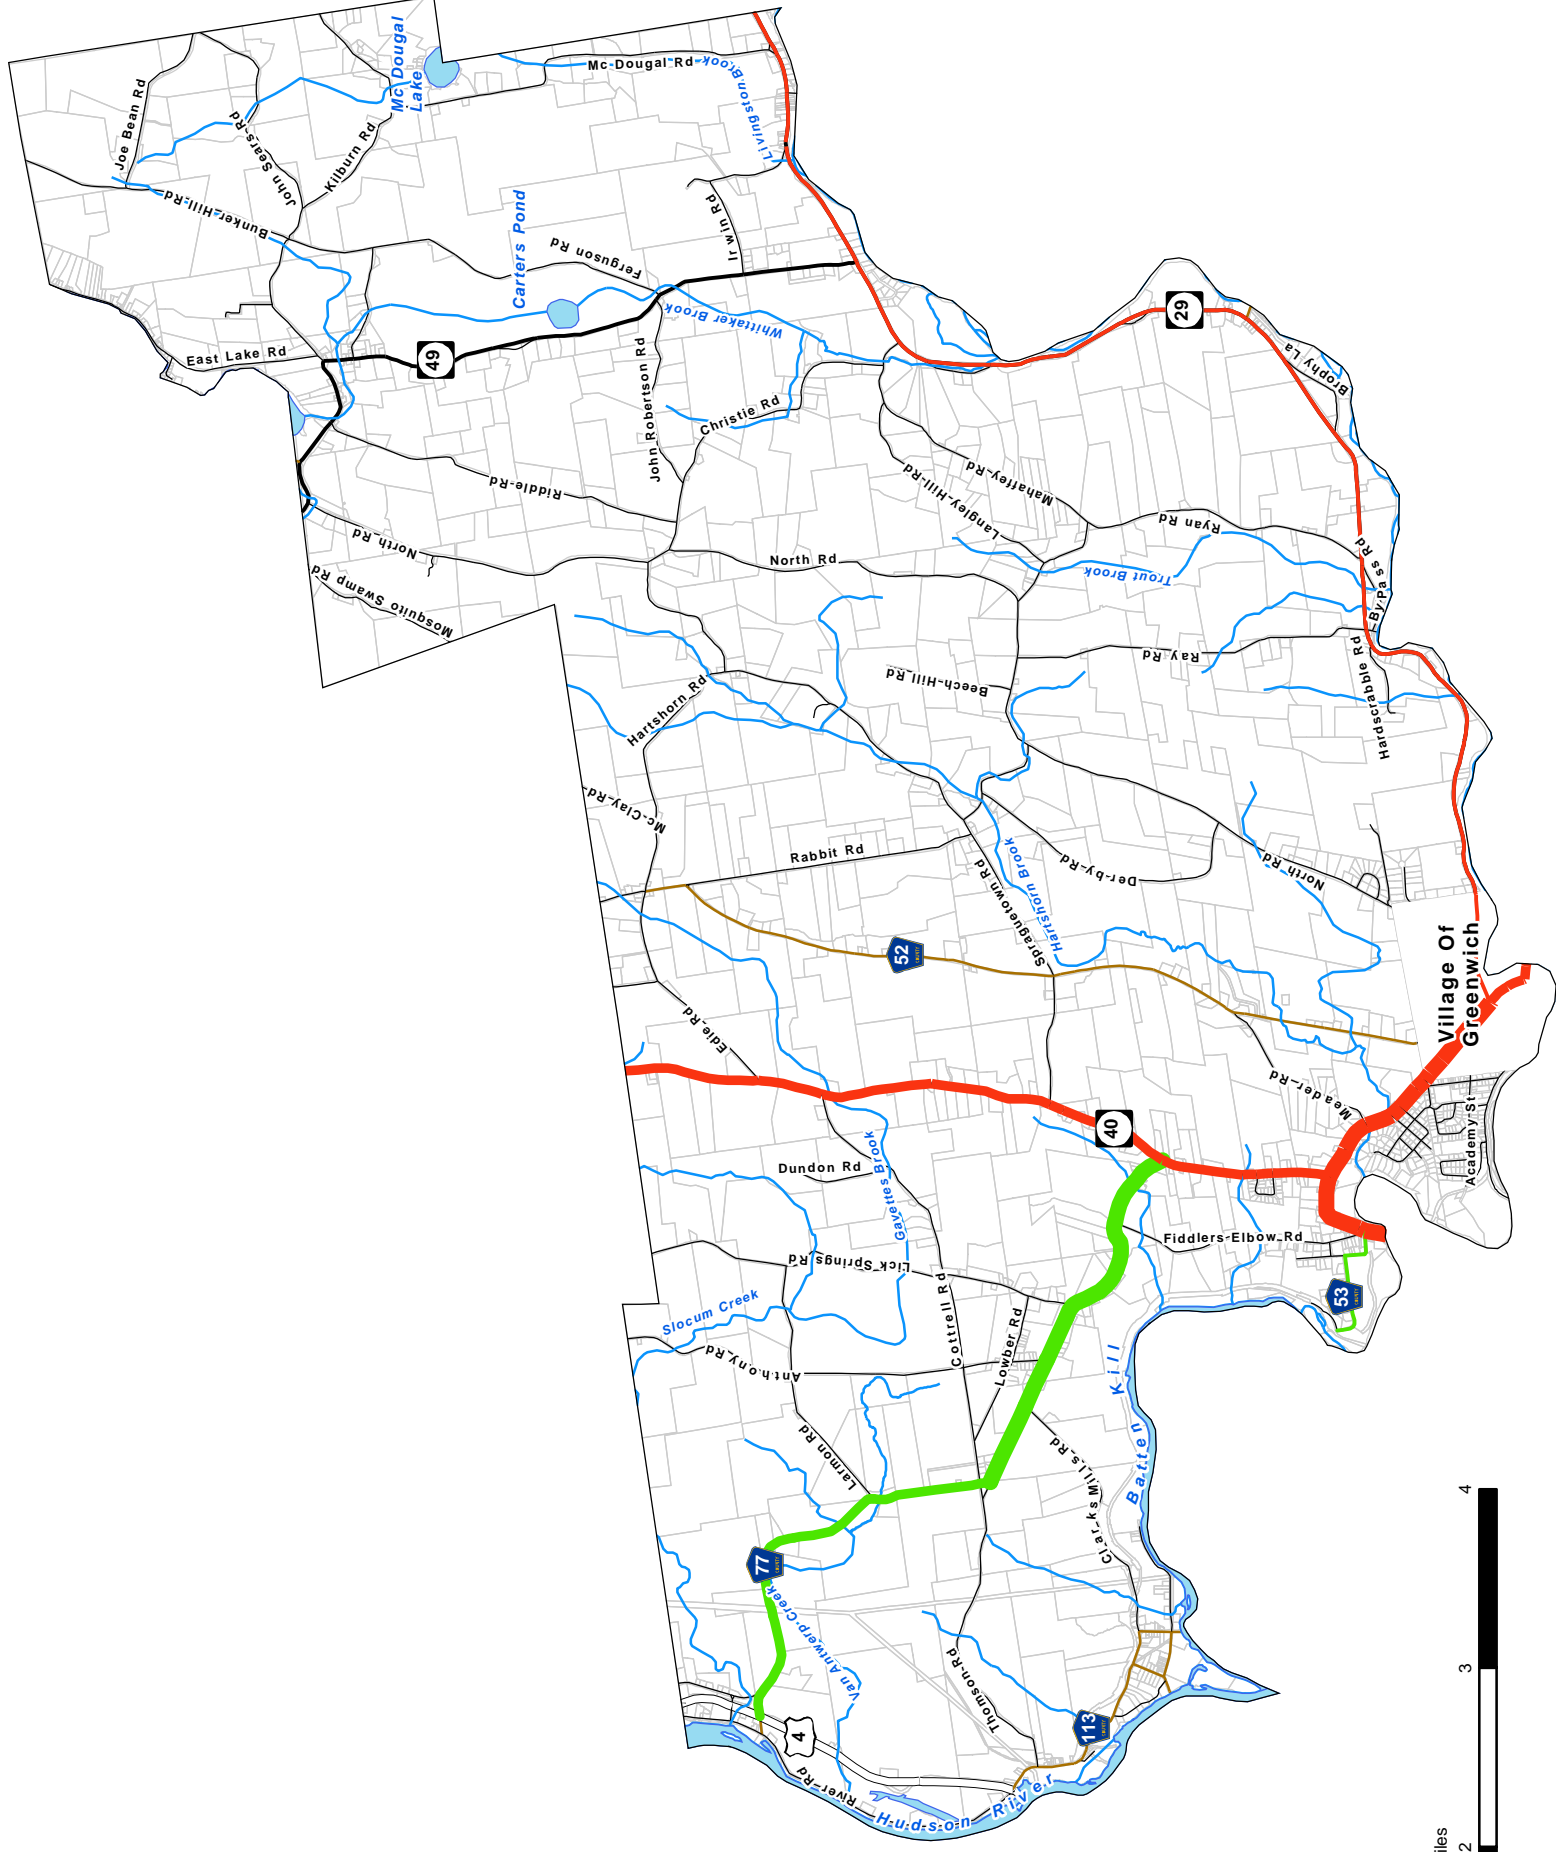 Mc Dougal
Lake
Joe Bean Rd
John Sears Rd
Kilburn Rd
Mc Dougal Rd
Livingston Brook
Bunker Hill Rd
Carters Pond
Irwin Rd
Ferguson Rd
East Lake Rd
49
Whittaker Brook
29
John Robertson Rd
Christie Rd
Brophy La
Riddle Rd
Langley Hill Rd
Mahaffey Rd
North Rd
Ryan Rd
North Rd
Mosquito Swamp Rd
Trout Brook
By Pass Rd
Ray Rd
Beech Hill Rd
Hardscrabble Rd
Hartshorn Rd
Mc Clay Rd
Rabbit Rd
Derby Rd
North Rd
Spraguetown Rd
Hartshorn Brook
52
COUNTY
Village Of
Greenwich
Edie Rd
Meader Rd
40
Academy St
Dundon Rd
Gavettes Brook
Fiddlers Elbow Rd
Lick Springs Rd
53
COUNTY
Slocum Creek
Cottrell Rd
Lowber Rd
Anthony Rd
Batten Kill
Larmon Rd
Clarks Mills Rd
77
COUNTY
Van Antwerp Creek
Thomson Rd
113
COUNTY
4
River Rd
Hudson River
4
3
2
iles